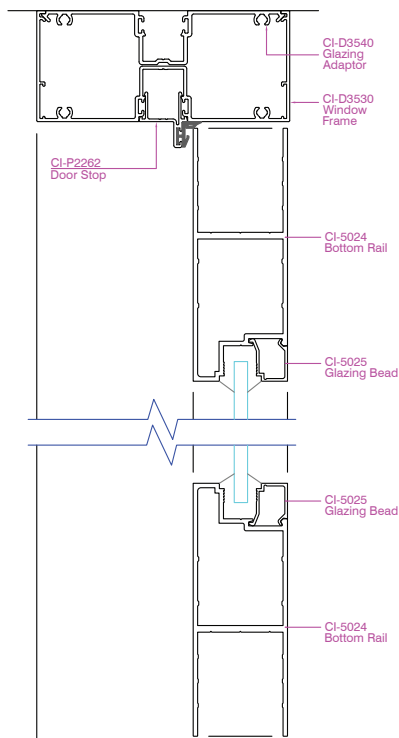 CI-D3540
Glazing
Adaptor
CI-D3530
Window
Frame
CI-P2262
Door Stop
CI-5024
Bottom Rail
CI-5025
Glazing Bead
CI-5025
Glazing Bead
CI-5024
Bottom Rail